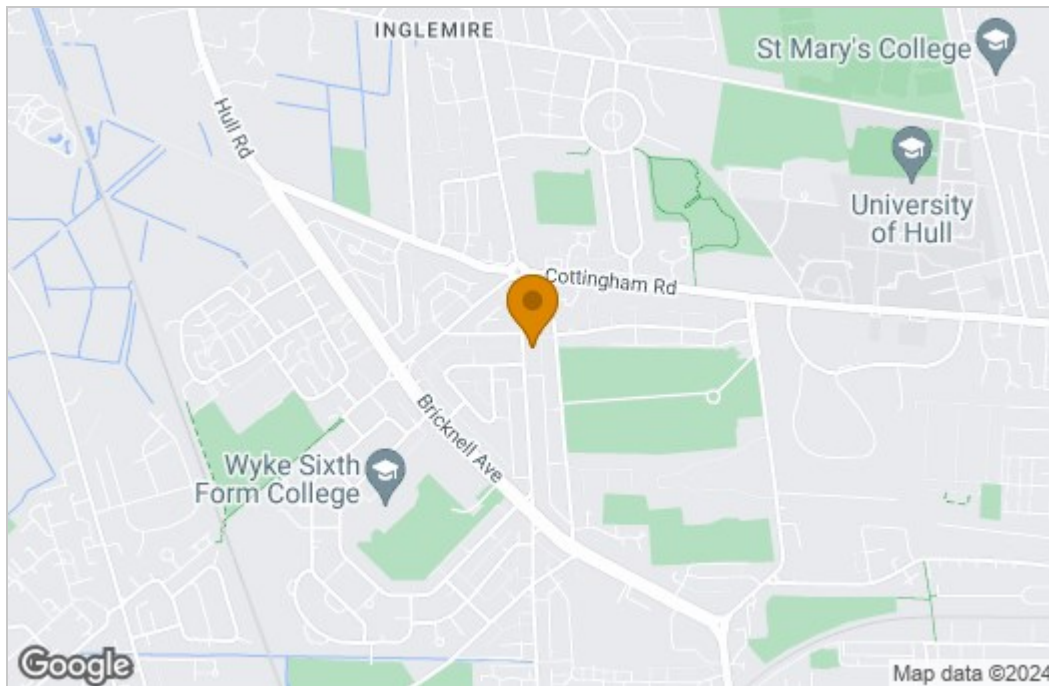 INGLEMIRE
St Mary's College
Hull Rd
University
of Hull
Cottingham Rd
Bricknell Ave
Wyke Sixth
Form College
Google
Map data ©2024